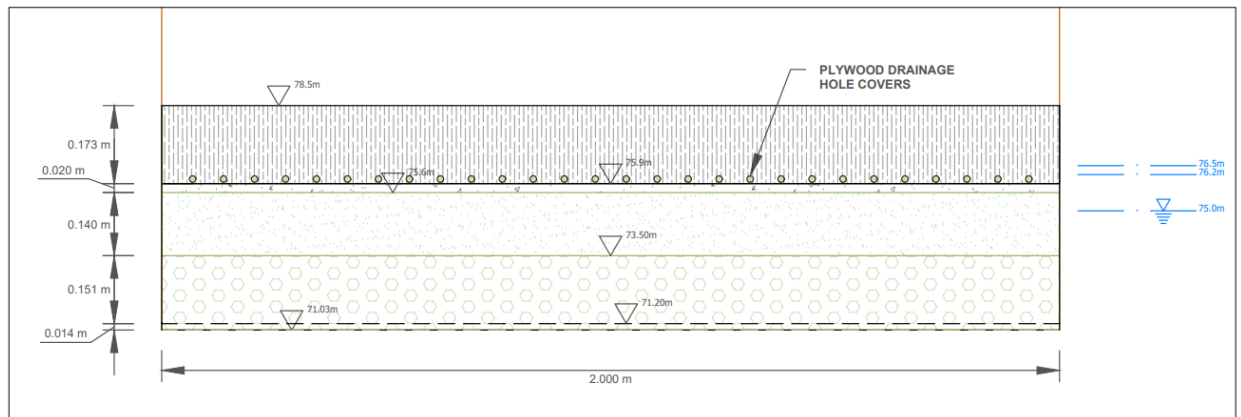 PLYWOOD DRAINAGE
HOLE COVERS
78.5m
0.173 m
0.020 m
75.6m
75.9m
76.5m
76.2m
75.0m
0.140 m
73.50m
0.151 m
71.03m
71.20m
0.014 m
2.000 m